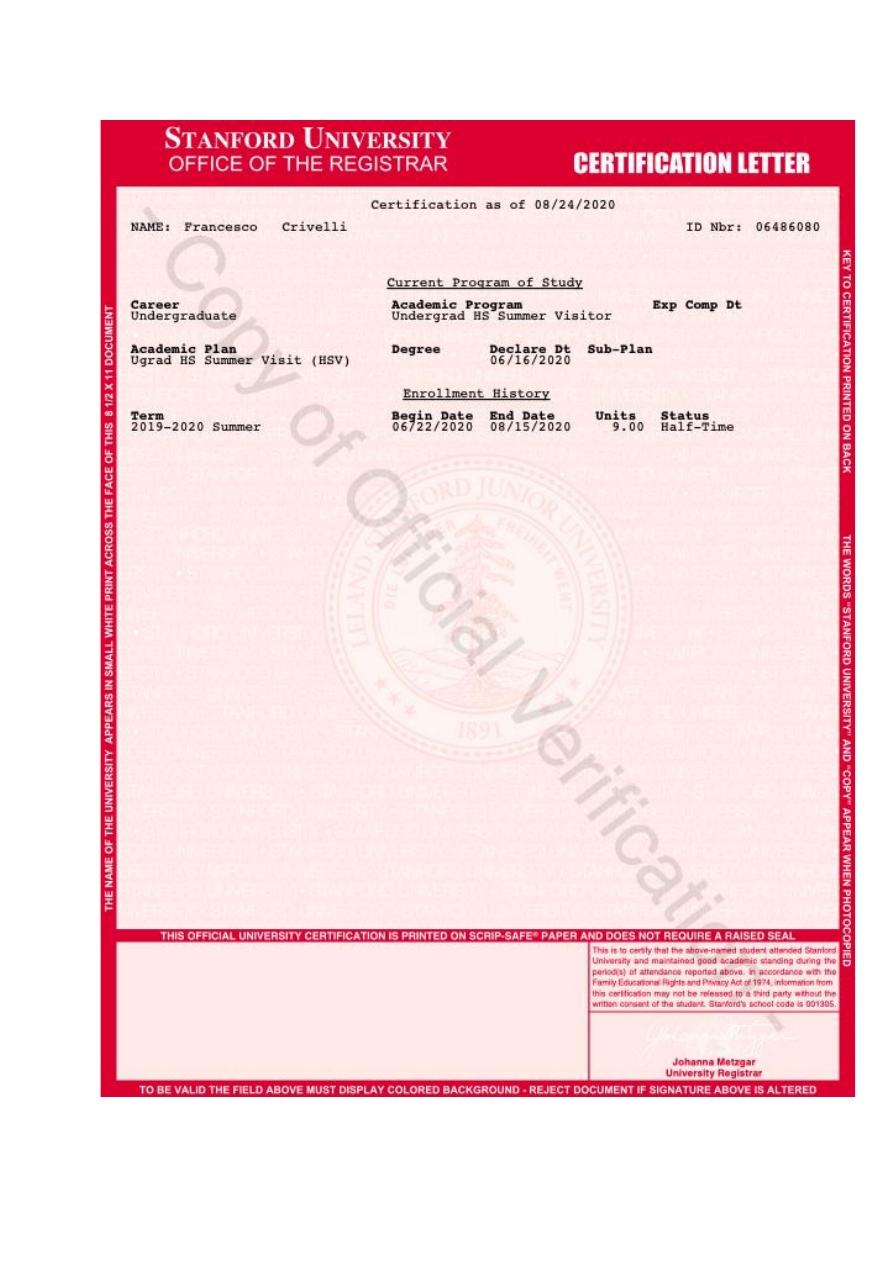 STANFORD UNIVERSITY
OFFICE OF THE REGISTRAR
CERTIFICATION LETTER
Certification as of 08/24/2020
NAME: Francesco Crivelli ID Nbr: 06486080
Current Program of Study
Career Academic Program Exp Comp Dt
Undergraduate Undergrad HS Summer Visitor
Academic Plan Degree Declare Dt Sub-Plan
Ugrad HS Summer Visit (HSV) 06/16/2020
Enrollment History
Term Begin Date End Date Units Status
2019-2020 Summer 06/22/2020 08/15/2020 9.00 Half-Time
- Copy of Official Verification -
LELAND STANFORD JUNIOR UNIVERSITY
DIE LUFT DER FREIHEIT WEHT
1891
THE NAME OF THE UNIVERSITY APPEARS IN SMALL WHITE PRINT ACROSS THE FACE OF THIS 8 1/2 X 11 DOCUMENT
KEY TO CERTIFICATION PRINTED ON BACK
THE WORDS "STANFORD UNIVERSITY" AND "COPY" APPEAR WHEN PHOTOCOPIED
THIS OFFICIAL UNIVERSITY CERTIFICATION IS PRINTED ON SCRIP-SAFE® PAPER AND DOES NOT REQUIRE A RAISED SEAL
This is to certify that the above-named student attended Stanford
University and maintained good academic standing during the
period(s) of attendance reported above. In accordance with the
Family Educational Rights and Privacy Act of 1974, information from
this certification may not be released to a third party without the
written consent of the student. Stanford's school code is 001305.
Johanna Metzgar
University Registrar
TO BE VALID THE FIELD ABOVE MUST DISPLAY COLORED BACKGROUND - REJECT DOCUMENT IF SIGNATURE ABOVE IS ALTERED